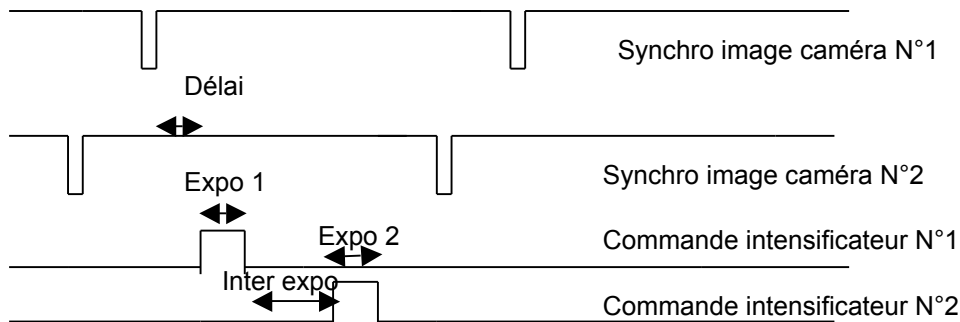 Synchro image caméra N°1
Délai
Synchro image caméra N°2
Expo 1
Expo 2
Commande intensificateur N°1
Inter expo
Commande intensificateur N°2